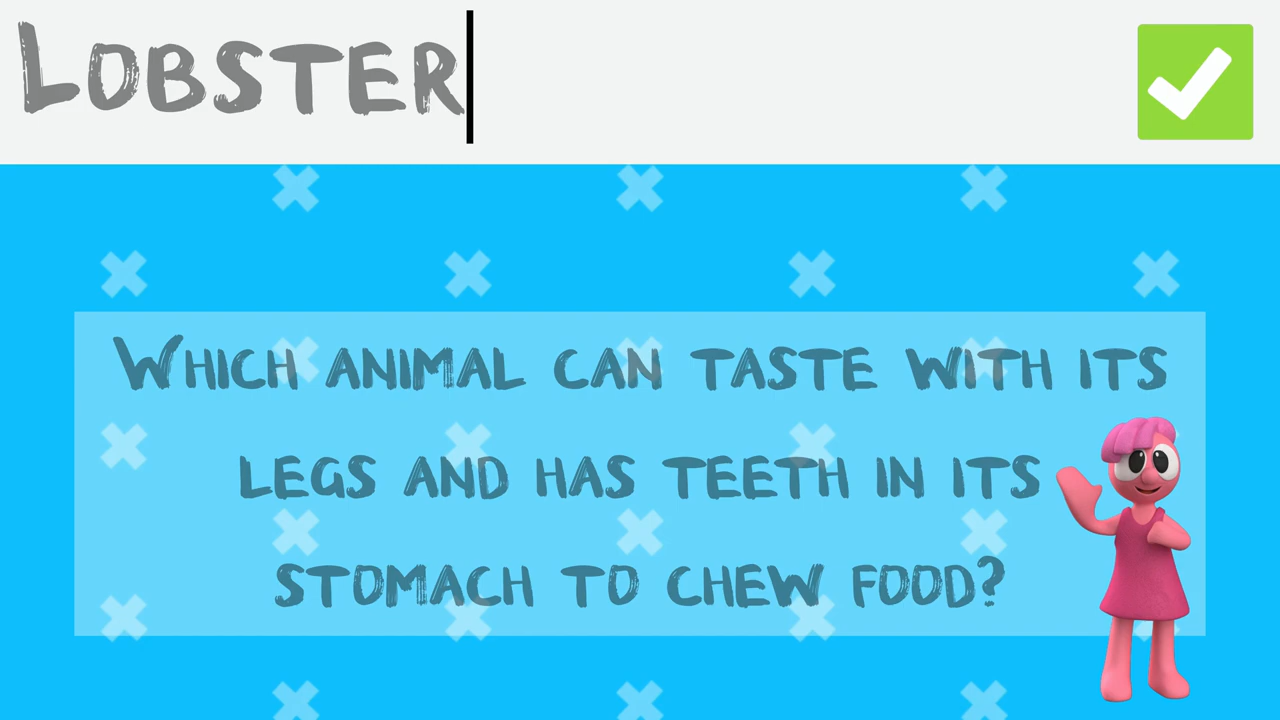 Lobster
Which animal can taste with its
legs and has teeth in its
stomach to chew food?